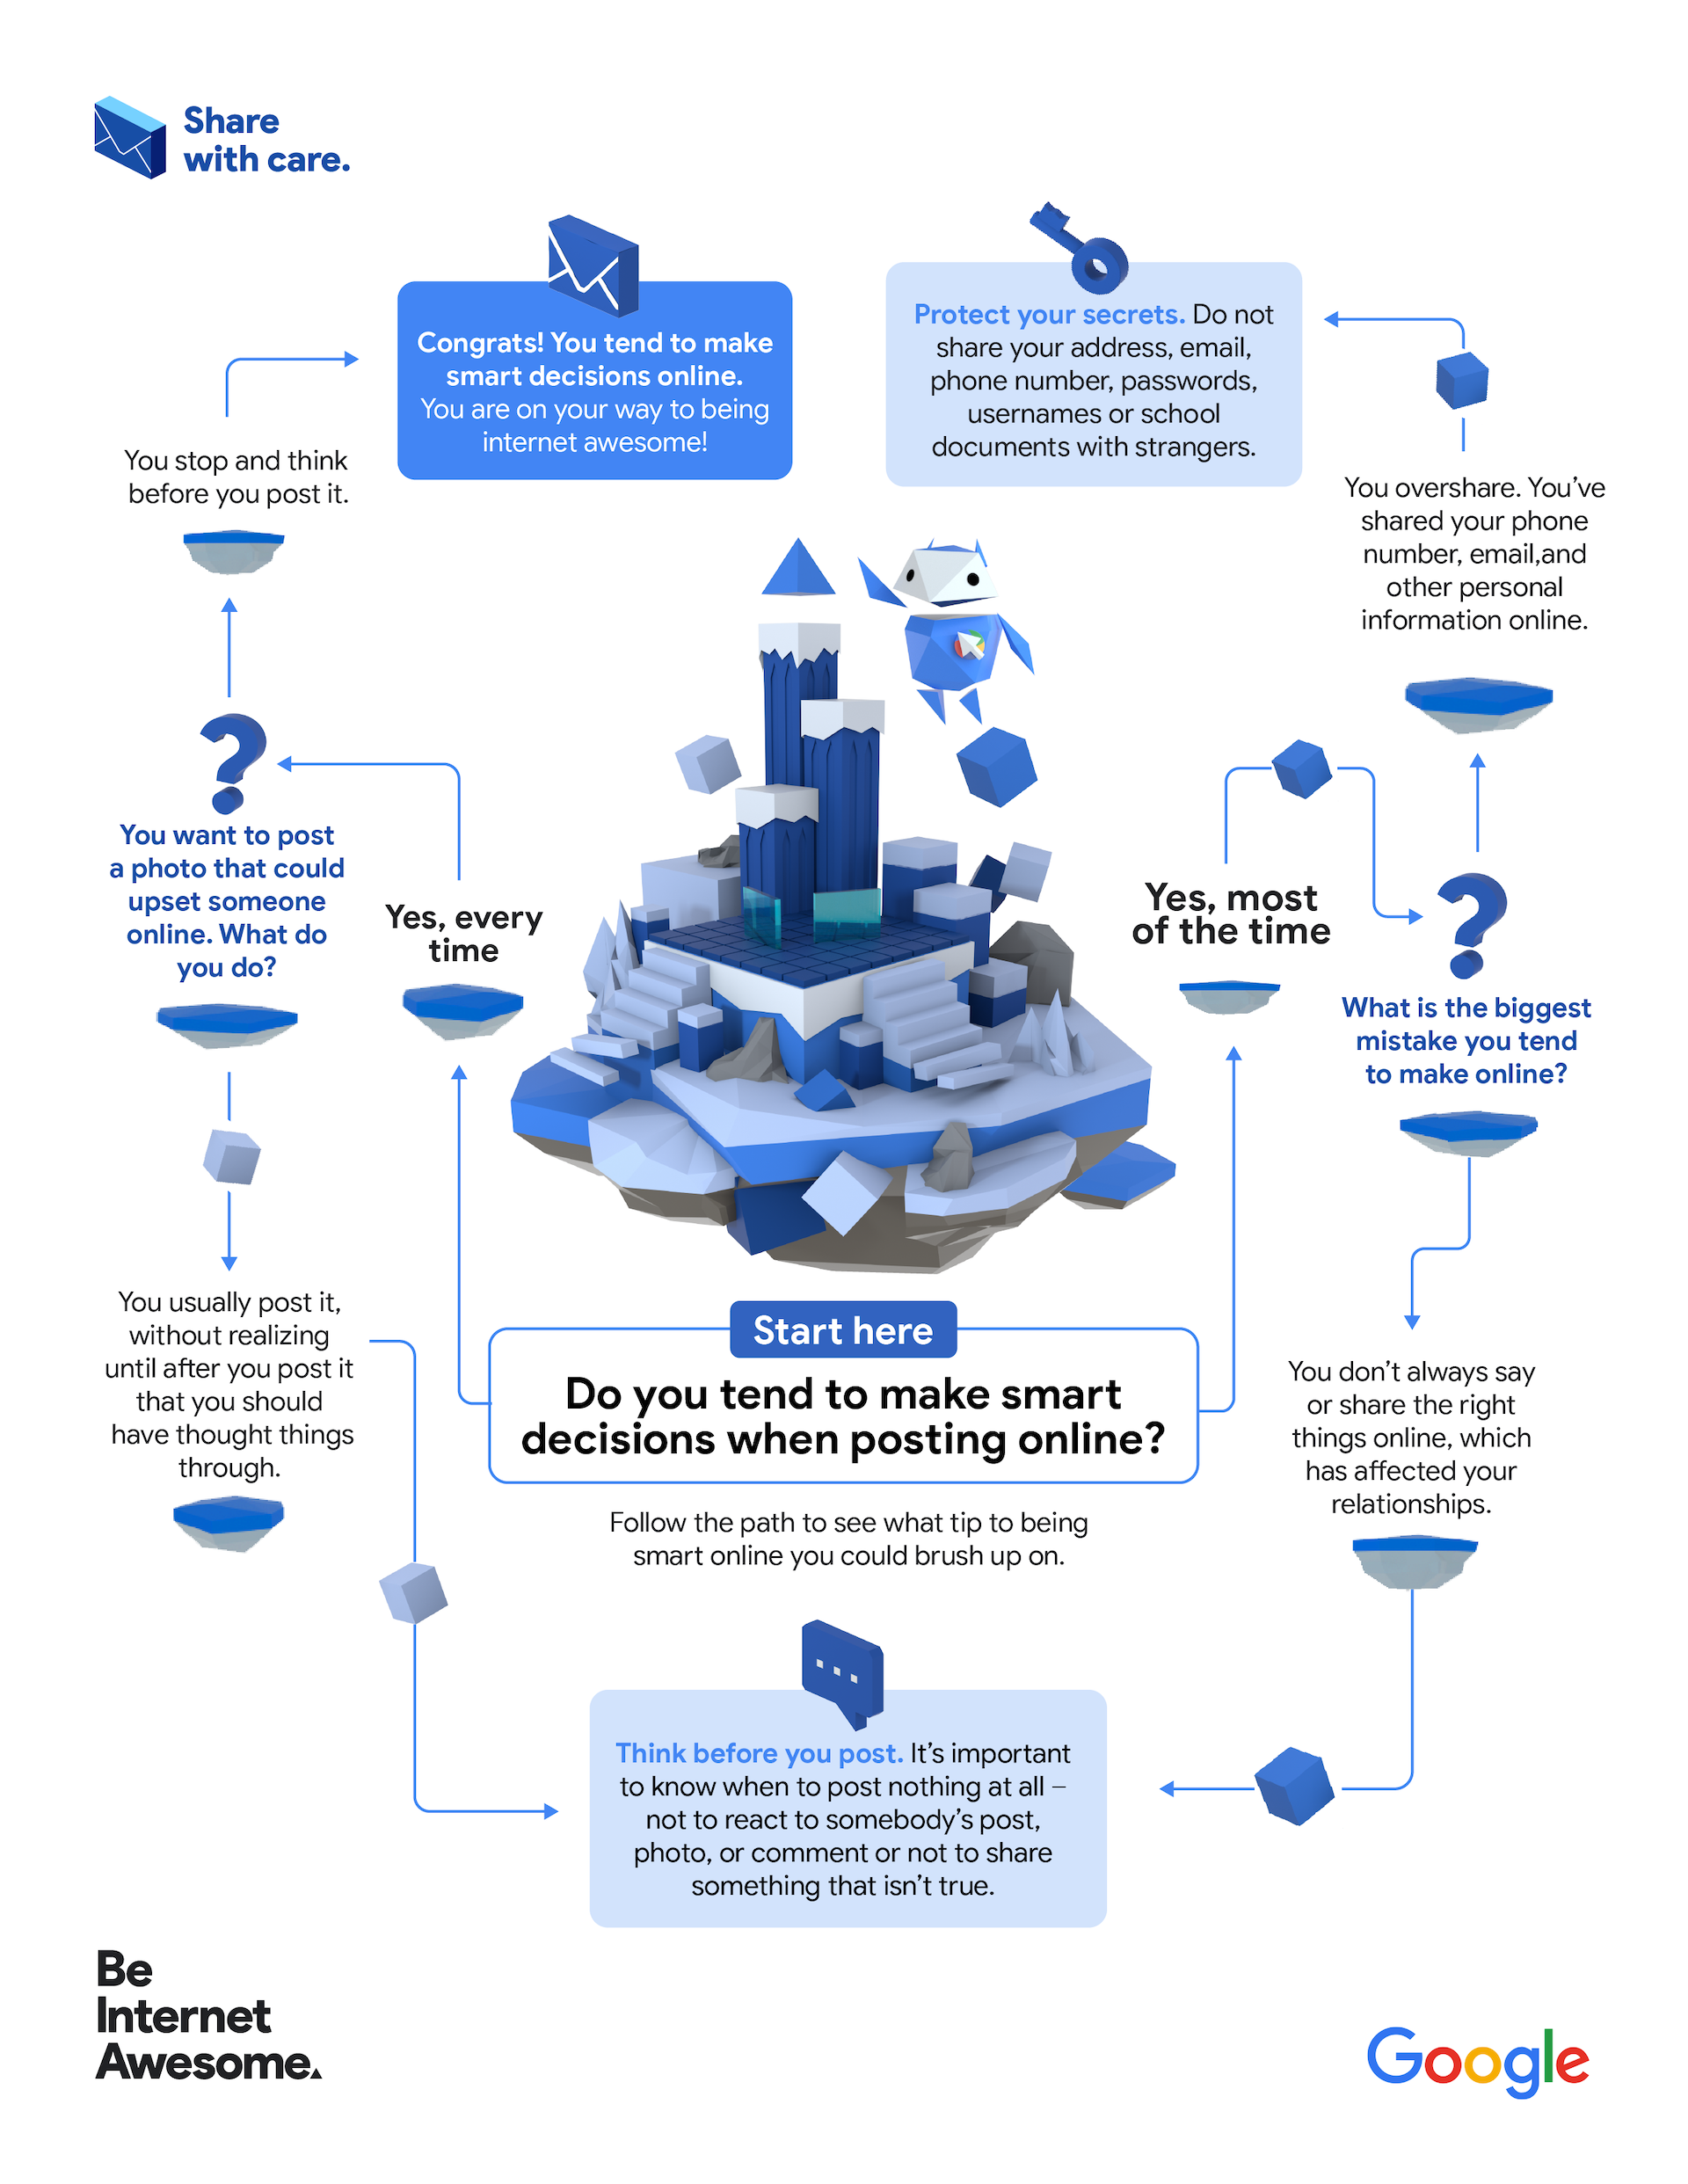 Share
with care.
Congrats! You tend to make
smart decisions online.
You are on your way to being
internet awesome!
Protect your secrets. Do not
share your address, email,
phone number, passwords,
usernames or school
documents with strangers.
You stop and think
before you post it.
You overshare. You've
shared your phone
number, email,and
other personal
information online.
You want to post
a photo that could
upset someone
online. What do
you do?
Yes, every
time
Yes, most
of the time
What is the biggest
mistake you tend
to make online?
You usually post it,
without realizing
until after you post it
that you should
have thought things
through.
Start here
Do you tend to make smart
decisions when posting online?
Follow the path to see what tip to being
smart online you could brush up on.
You don't always say
or share the right
things online, which
has affected your
relationships.
Think before you post. It's important
to know when to post nothing at all –
not to react to somebody's post,
photo, or comment or not to share
something that isn't true.
Be
Internet
Awesome.
Google